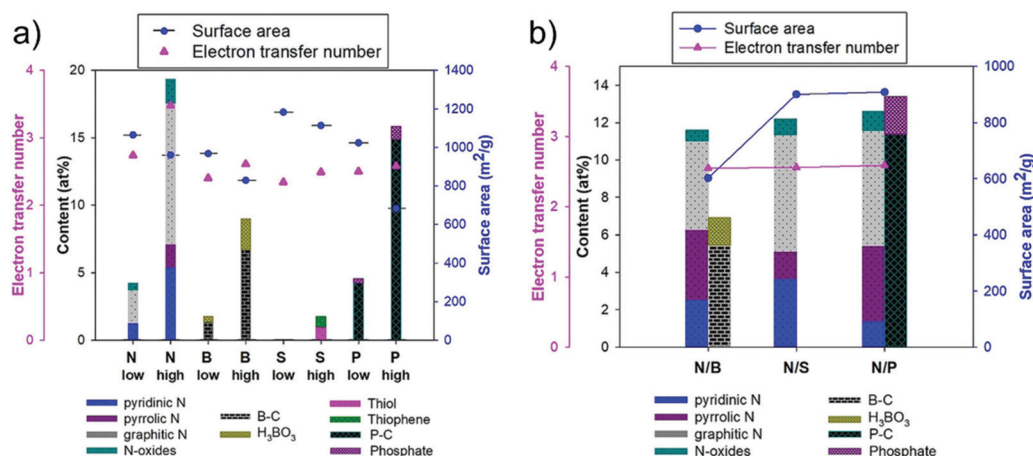 a)
Surface area
Electron transfer number
Electron transfer number
4
3
2
1
0
Content (at%)
20
15
10
5
0
Surface area (m²/g)
1400
1200
1000
800
600
400
200
0
N N B B S S P P
low high low high low high low high
pyridinic N
pyrrolic N
graphitic N
N-oxides
B-C
H₃BO₃
Thiol
Thiophene
P-C
Phosphate
b)
Surface area
Electron transfer number
Electron transfer number
4
3
2
1
0
Content (at%)
14
12
10
8
6
4
2
0
Surface area (m²/g)
1000
800
600
400
200
0
N/B N/S N/P
pyridinic N
pyrrolic N
graphitic N
N-oxides
B-C
H₃BO₃
P-C
Phosphate